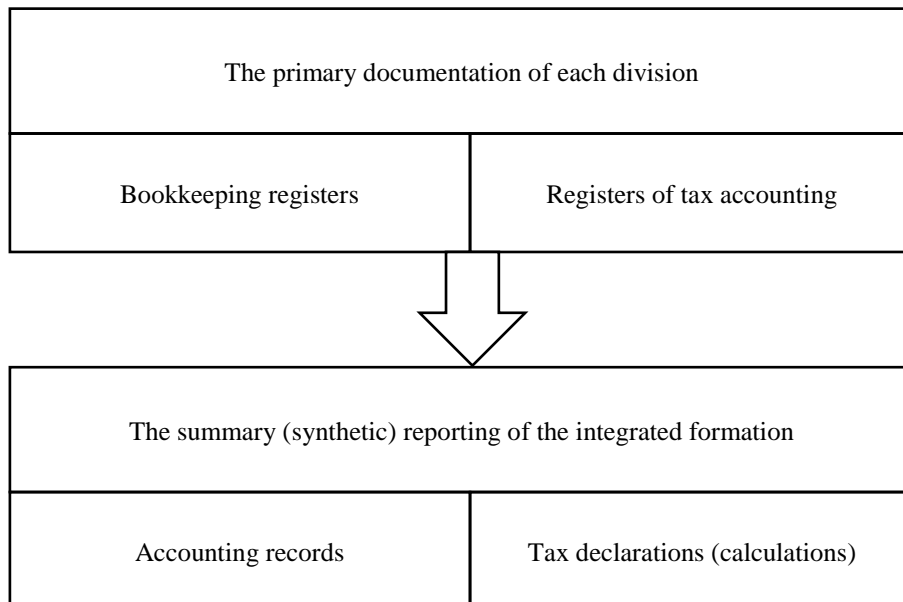 The primary documentation of each division
Bookkeeping registers
Registers of tax accounting
The summary (synthetic) reporting of the integrated formation
Accounting records
Tax declarations (calculations)